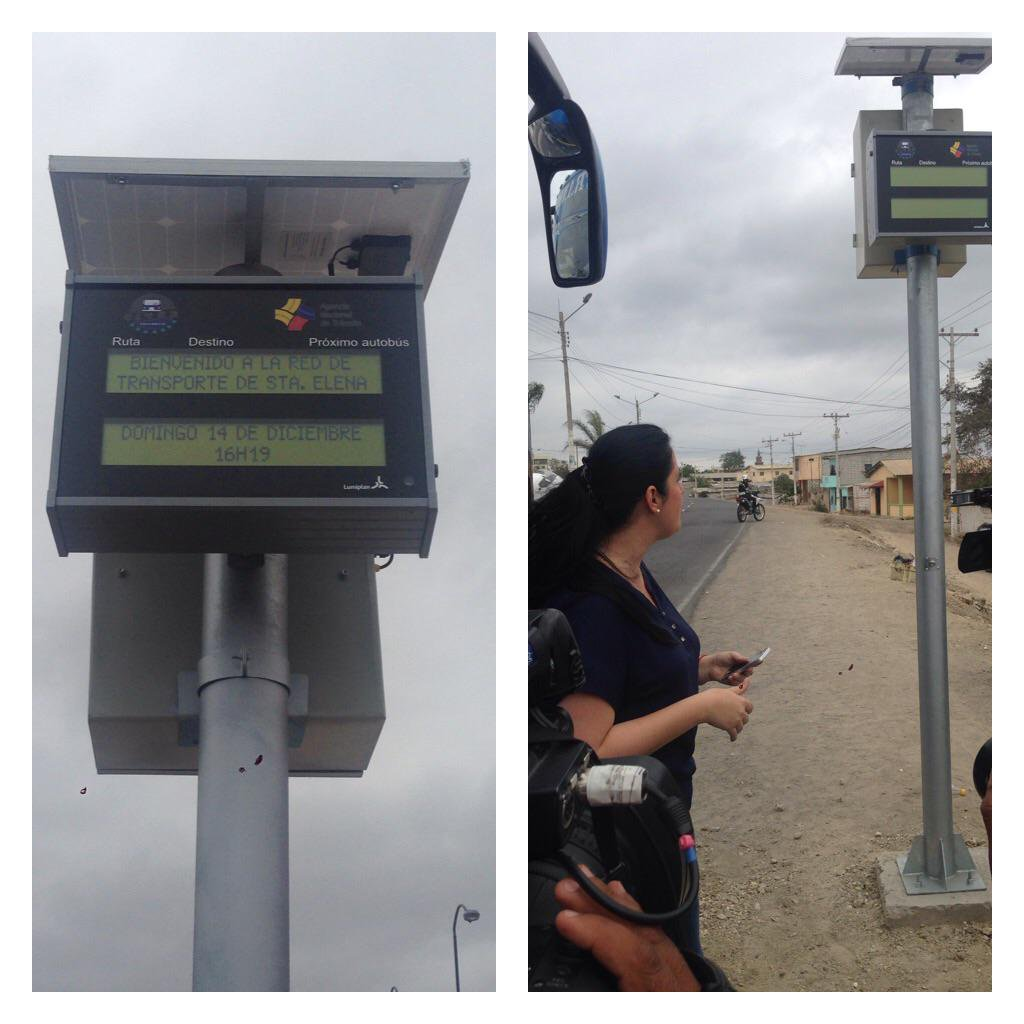 Agencia
Nacional
de Tránsito
Ruta Destino Próximo autobús
BIENVENIDO A LA RED DE
TRANSPORTE DE STA. ELENA
DOMINGO 14 DE DICIEMBRE
16H19
Lumiplan
Ruta Destino Próximo autobú